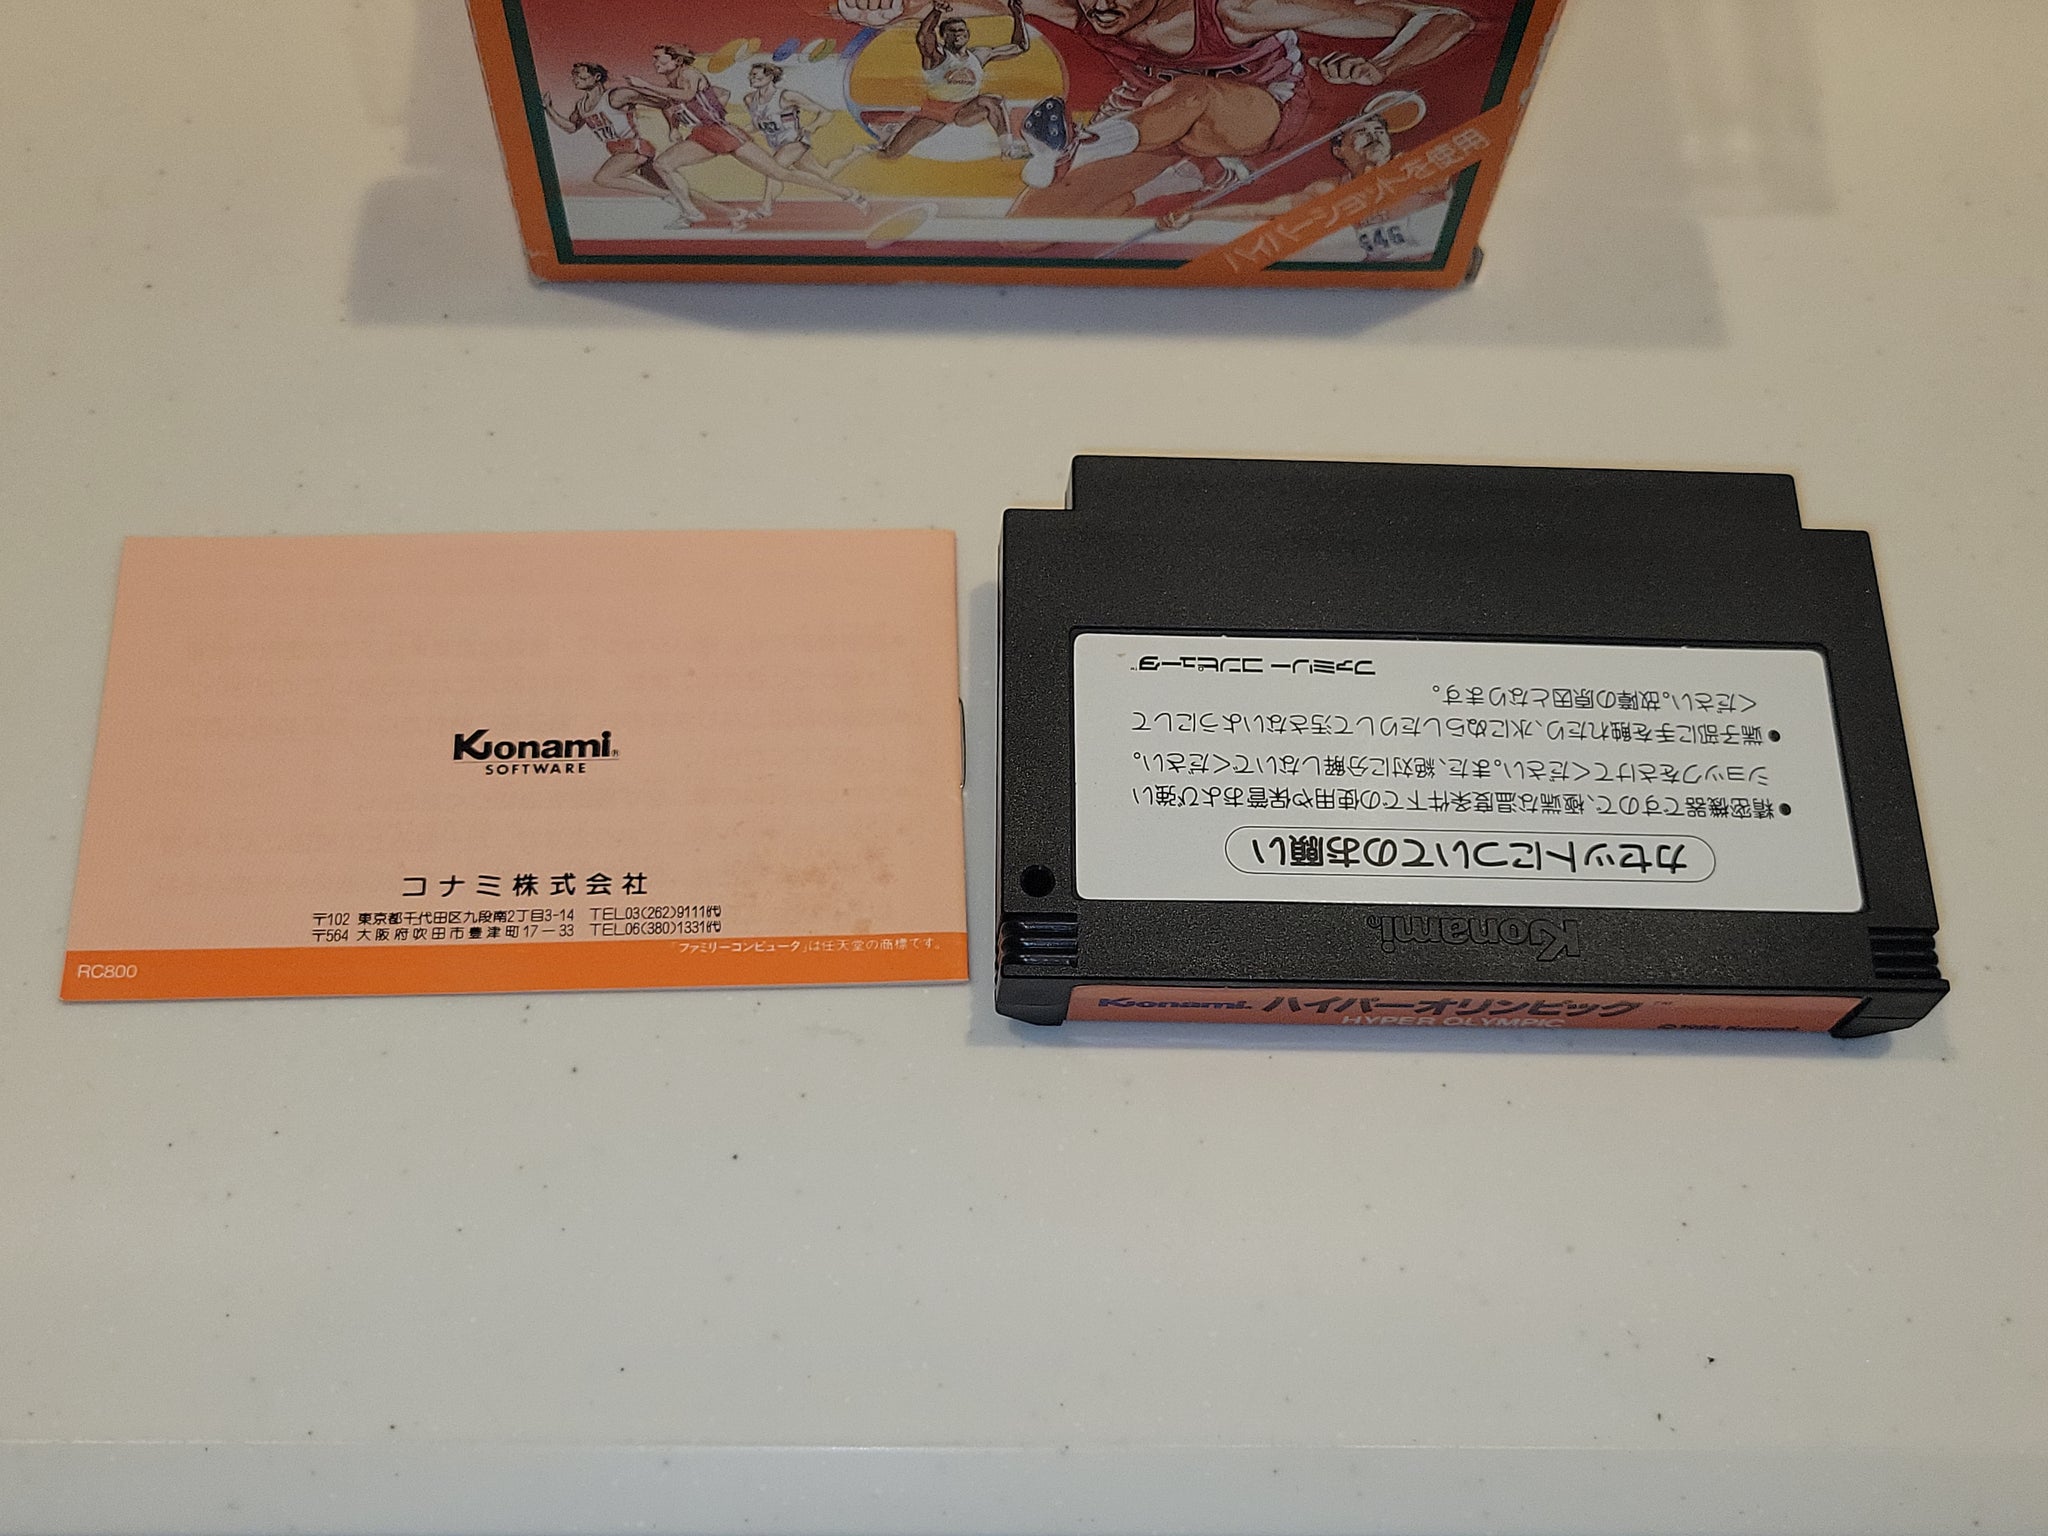 ハイパーショットを使用
646
Konami®
SOFTWARE
コナミ株式会社
〒102 東京都千代田区九段南2丁目3-14 TEL03(262)9111代
〒564 大阪府吹田市豊津町17-33 TEL06(380)1331代
「ファミリーコンピュータ」は任天堂の商標です。
RC800
カセットについてのお願い
●精密機器ですので、極端な温度条件下での使用や保管および強い
ショックをさけてください。また、絶対に分解しないでください。
●端子部に手を触れたり、水にぬらしたりして汚さないようにして
ください。故障の原因となります。
ファミリーコンピュータ™
Konami®
Konami. ハイパーオリンピック™
HYPER OLYMPIC
©1985 Konami